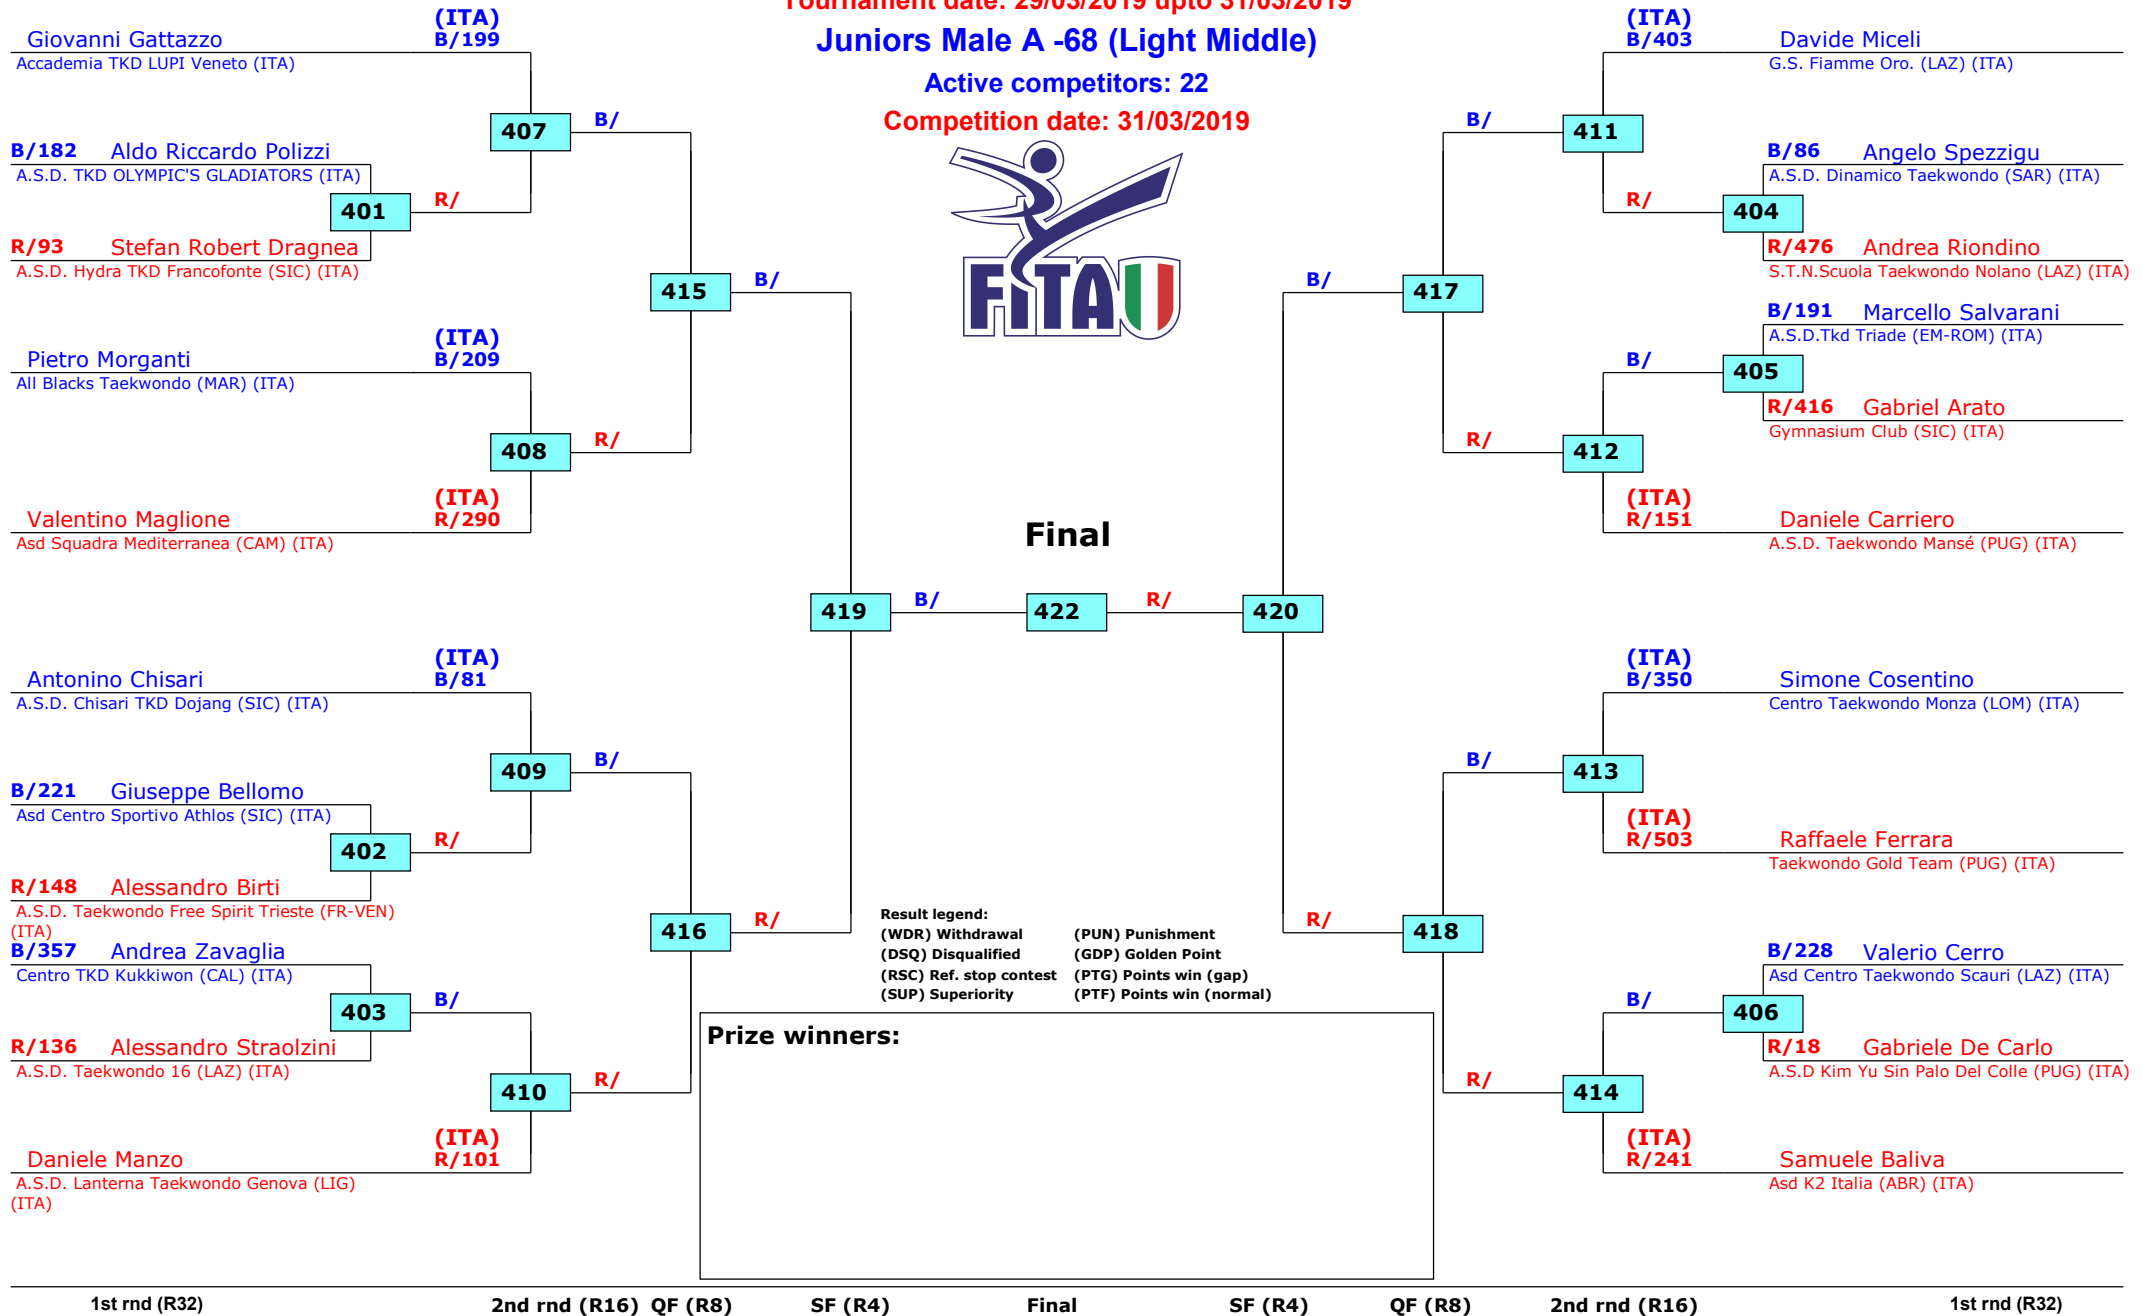 Tournament date: 29/03/2019 upto 31/03/2019
Juniors Male A -68 (Light Middle)
Active competitors: 22
Competition date: 31/03/2019
FITA
(ITA)
Giovanni Gattazzo B/199
Accademia TKD LUPI Veneto (ITA)
407 B/
B/182 Aldo Riccardo Polizzi
A.S.D. TKD OLYMPIC'S GLADIATORS (ITA)
401 R/
R/93 Stefan Robert Dragnea
A.S.D. Hydra TKD Francofonte (SIC) (ITA)
415 B/
(ITA)
Pietro Morganti B/209
All Blacks Taekwondo (MAR) (ITA)
408 R/
(ITA)
Valentino Maglione R/290
Asd Squadra Mediterranea (CAM) (ITA)
419 B/
(ITA)
Antonino Chisari B/81
A.S.D. Chisari TKD Dojang (SIC) (ITA)
409 B/
B/221 Giuseppe Bellomo
Asd Centro Sportivo Athlos (SIC) (ITA)
402 R/
R/148 Alessandro Birti
A.S.D. Taekwondo Free Spirit Trieste (FR-VEN)
(ITA)
416 R/
B/357 Andrea Zavaglia
Centro TKD Kukkiwon (CAL) (ITA)
403 B/
R/136 Alessandro Straolzini
A.S.D. Taekwondo 16 (LAZ) (ITA)
410 R/
(ITA)
Daniele Manzo R/101
A.S.D. Lanterna Taekwondo Genova (LIG)
(ITA)
Final
422
(ITA)
B/403 Davide Miceli
G.S. Fiamme Oro. (LAZ) (ITA)
B/ 411
B/86 Angelo Spezzigu
A.S.D. Dinamico Taekwondo (SAR) (ITA)
R/ 404
R/476 Andrea Riondino
S.T.N.Scuola Taekwondo Nolano (LAZ) (ITA)
B/ 417
B/191 Marcello Salvarani
A.S.D.Tkd Triade (EM-ROM) (ITA)
B/ 405
R/416 Gabriel Arato
Gymnasium Club (SIC) (ITA)
R/ 412
(ITA)
R/151 Daniele Carriero
A.S.D. Taekwondo Mansé (PUG) (ITA)
R/ 420
(ITA)
B/350 Simone Cosentino
Centro Taekwondo Monza (LOM) (ITA)
B/ 413
(ITA)
R/503 Raffaele Ferrara
Taekwondo Gold Team (PUG) (ITA)
R/ 418
B/228 Valerio Cerro
Asd Centro Taekwondo Scauri (LAZ) (ITA)
B/ 406
R/18 Gabriele De Carlo
A.S.D Kim Yu Sin Palo Del Colle (PUG) (ITA)
R/ 414
(ITA)
R/241 Samuele Baliva
Asd K2 Italia (ABR) (ITA)
Result legend:
(WDR) Withdrawal (PUN) Punishment
(DSQ) Disqualified (GDP) Golden Point
(RSC) Ref. stop contest (PTG) Points win (gap)
(SUP) Superiority (PTF) Points win (normal)
Prize winners:
1st rnd (R32) 2nd rnd (R16) QF (R8) SF (R4) Final SF (R4) QF (R8) 2nd rnd (R16) 1st rnd (R32)